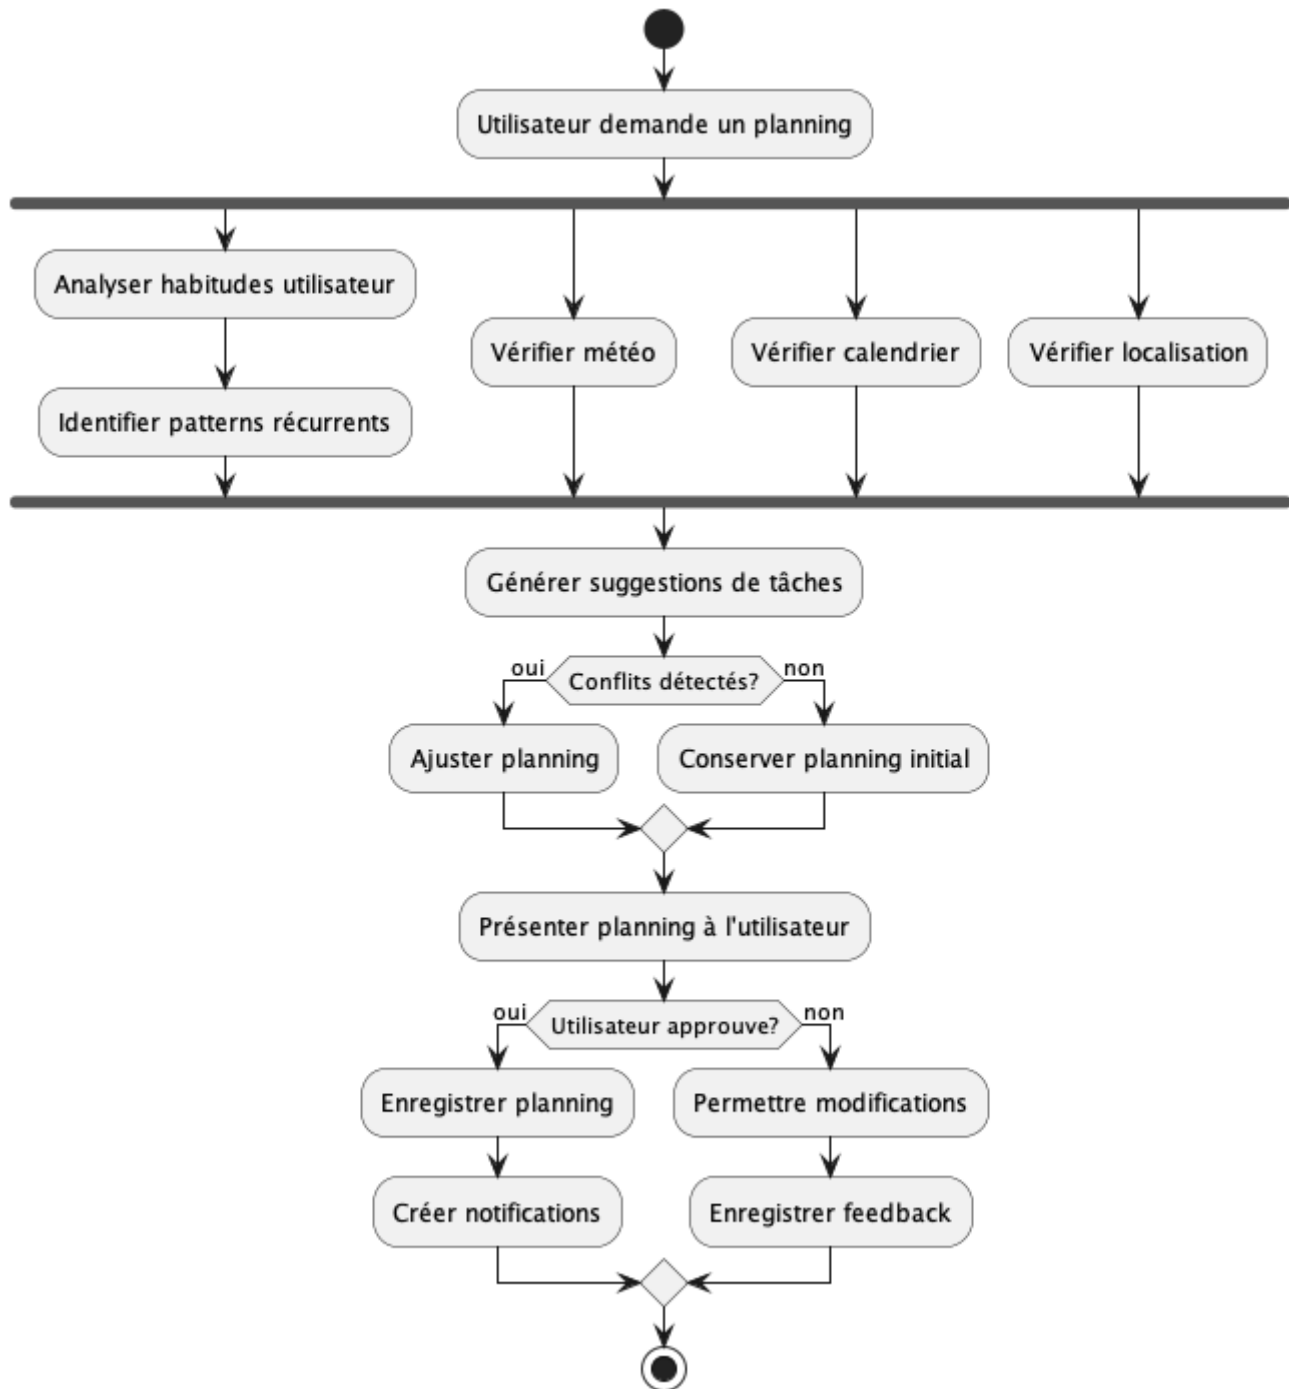 Utilisateur demande un planning
Analyser habitudes utilisateur
Vérifier météo
Vérifier calendrier
Vérifier localisation
Identifier patterns récurrents
Générer suggestions de tâches
oui
Conflits détectés?
non
Ajuster planning
Conserver planning initial
Présenter planning à l'utilisateur
oui
Utilisateur approuve?
non
Enregistrer planning
Permettre modifications
Créer notifications
Enregistrer feedback